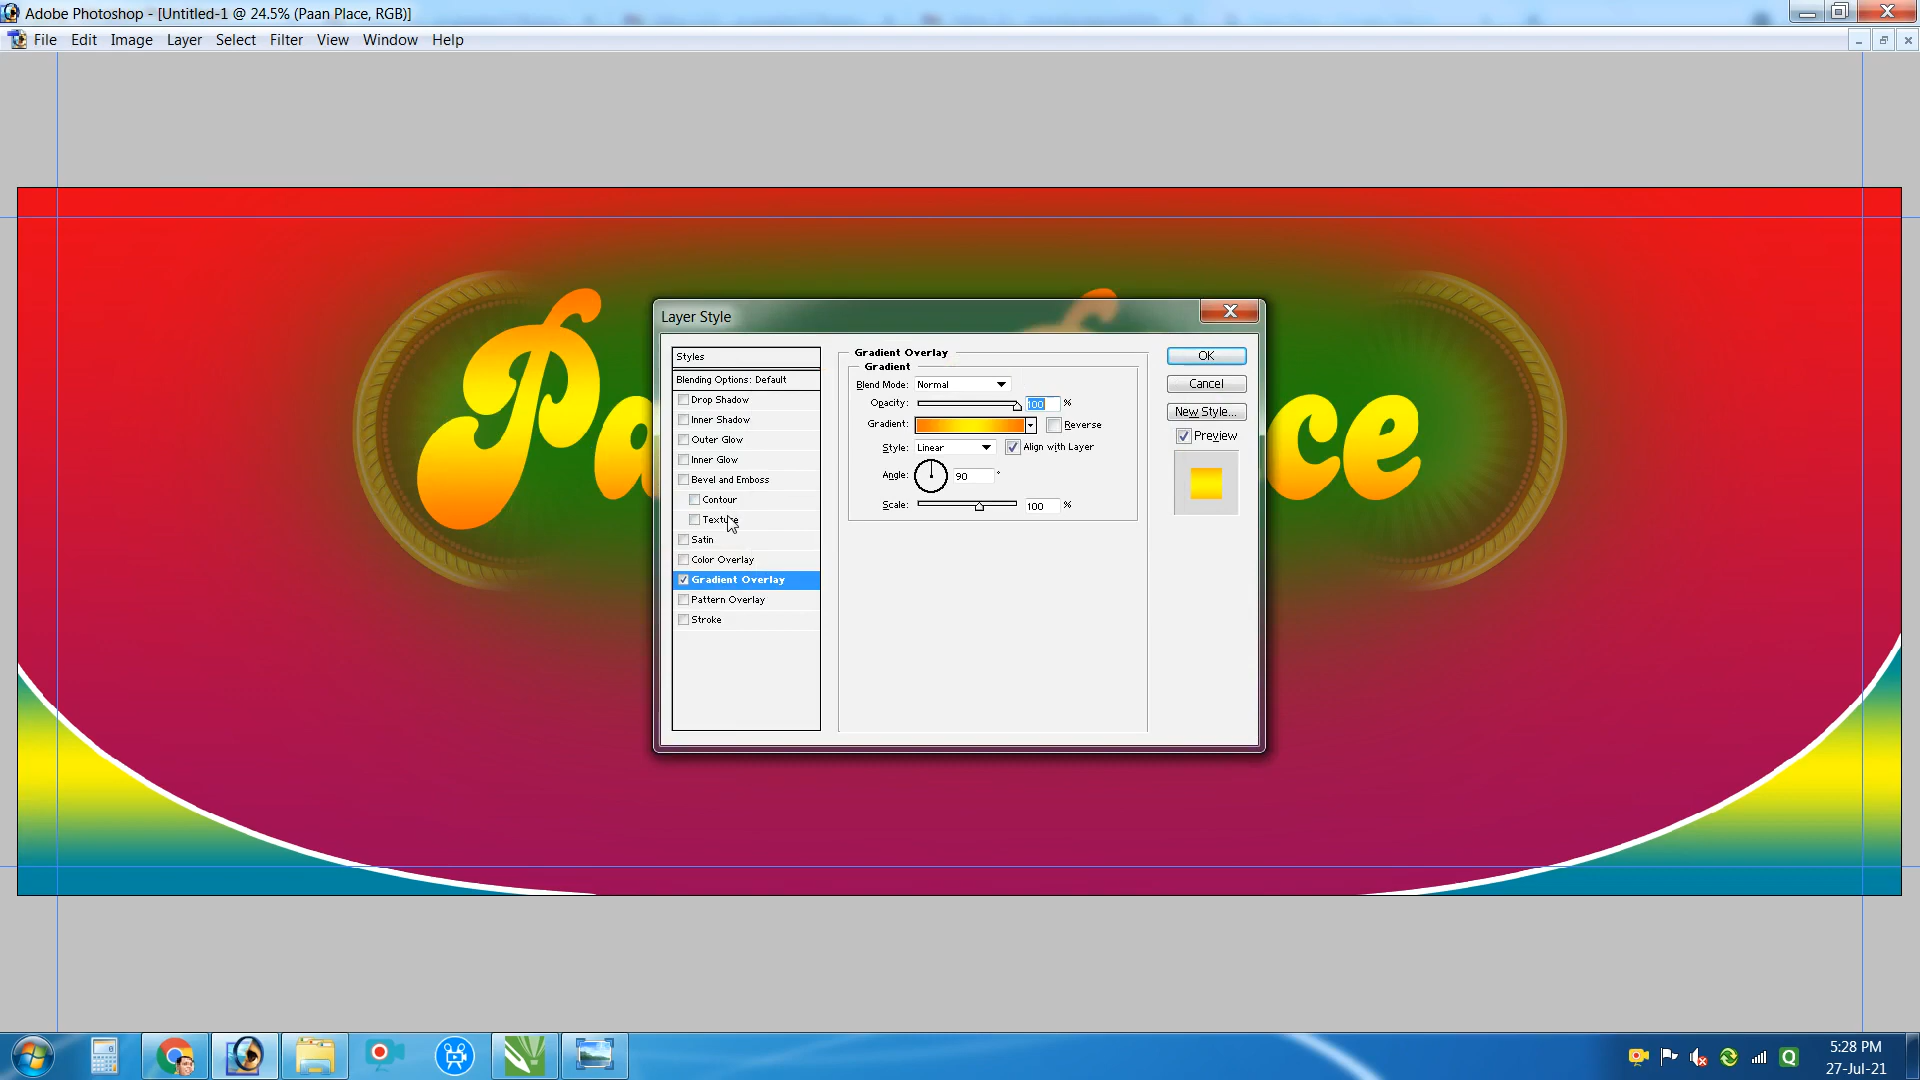 Adobe Photoshop - [Untitled-1 @ 24.5% (Paan Place, RGB)]
File Edit Image Layer Select Filter View Window Help
Pa
ce
Layer Style
Styles
Blending Options: Default
Drop Shadow
Inner Shadow
Outer Glow
Inner Glow
Bevel and Emboss
Contour
Texture
Satin
Color Overlay
Gradient Overlay
Pattern Overlay
Stroke
Gradient Overlay
Gradient
Blend Mode: Normal
Opacity: 100 %
Gradient: Reverse
Style: Linear Align with Layer
Angle: 90 °
Scale: 100 %
OK
Cancel
New Style...
Preview
5:28 PM
27-Jul-21